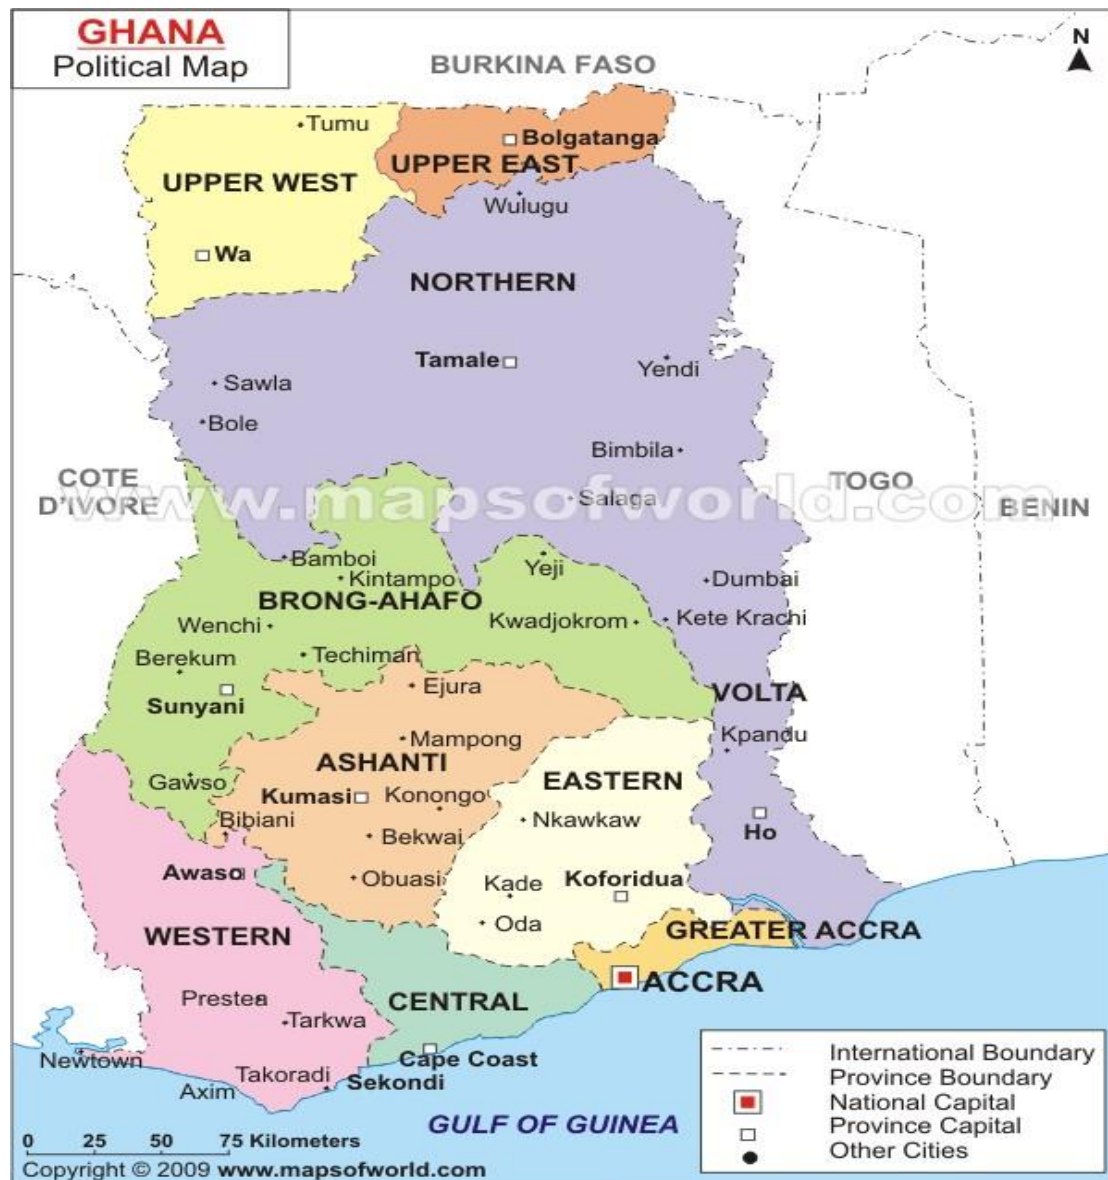 GHANA
Political Map
BURKINA FASO
N
Tumu
Bolgatanga
UPPER EAST
UPPER WEST
Wulugu
Wa
NORTHERN
Tamale
Yendi
Sawla
Bole
Bimbila
COTE
D'IVORE
TOGO
Salaga
www.mapsofworld.com
BENIN
Bamboi
Yeji
Kintampo
Dumbai
BRONG-AHAFO
Wenchi
Kwadjokrom
Kete Krachi
Berekum
Techiman
Ejura
Sunyani
VOLTA
Kpandu
Mampong
ASHANTI
EASTERN
Gawso
Kumasi
Konongo
Bibiani
Nkawkaw
Ho
Bekwai
Awaso
Obuasi
Kade
Koforidua
Oda
WESTERN
GREATER ACCRA
ACCRA
Prestea
CENTRAL
Tarkwa
Newtown
Cape Coast
Takoradi
Sekondi
Axim
GULF OF GUINEA
International Boundary
Province Boundary
National Capital
Province Capital
Other Cities
0 25 50 75 Kilometers
Copyright © 2009 www.mapsofworld.com